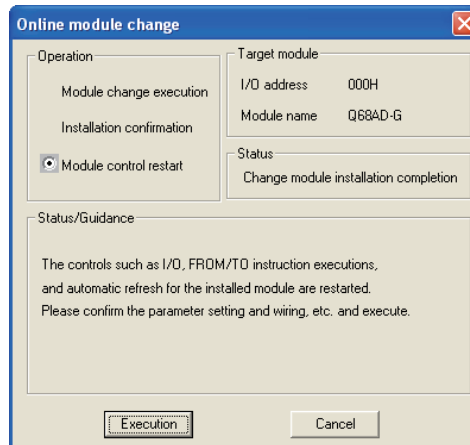 Online module change
Operation
Module change execution
Installation confirmation
Module control restart
Target module
I/O address 000H
Module name Q68AD-G
Status
Change module installation completion
Status/Guidance
The controls such as I/O, FROM/TO instruction executions,
and automatic refresh for the installed module are restarted.
Please confirm the parameter setting and wiring, etc. and execute.
Execution
Cancel